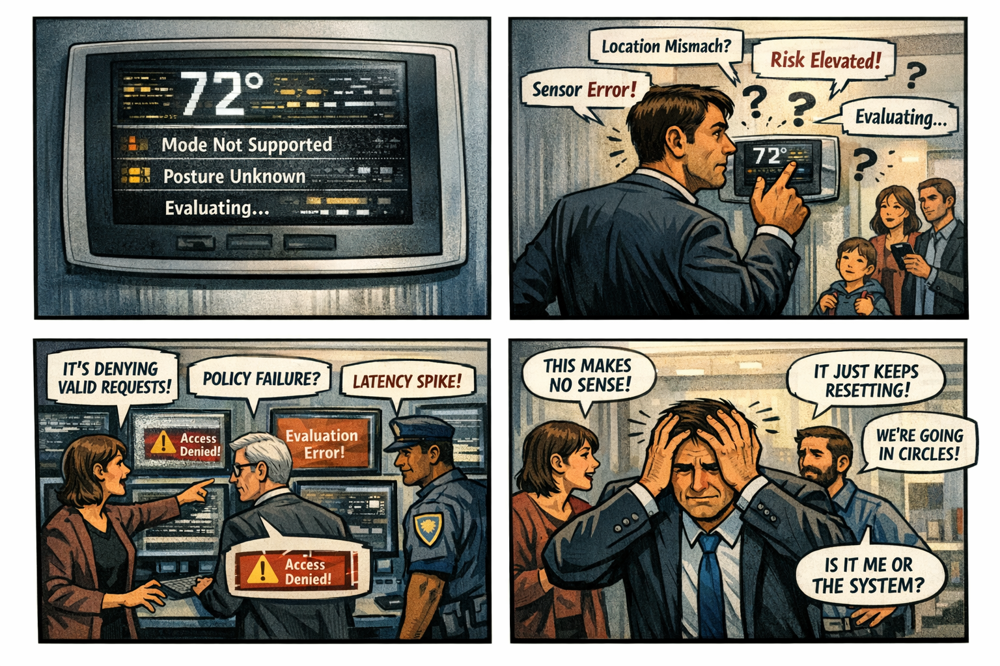 72°
Mode Not Supported
Posture Unknown
Evaluating...
Location Mismach?
Risk Elevated!
Sensor Error!
Evaluating...
72°
IT'S DENYING
VALID REQUESTS!
POLICY FAILURE?
LATENCY SPIKE!
Access
Denied!
Evaluation
Error!
Access
Denied!
THIS MAKES
NO SENSE!
IT JUST KEEPS
RESETTING!
WE'RE GOING
IN CIRCLES!
IS IT ME OR
THE SYSTEM?